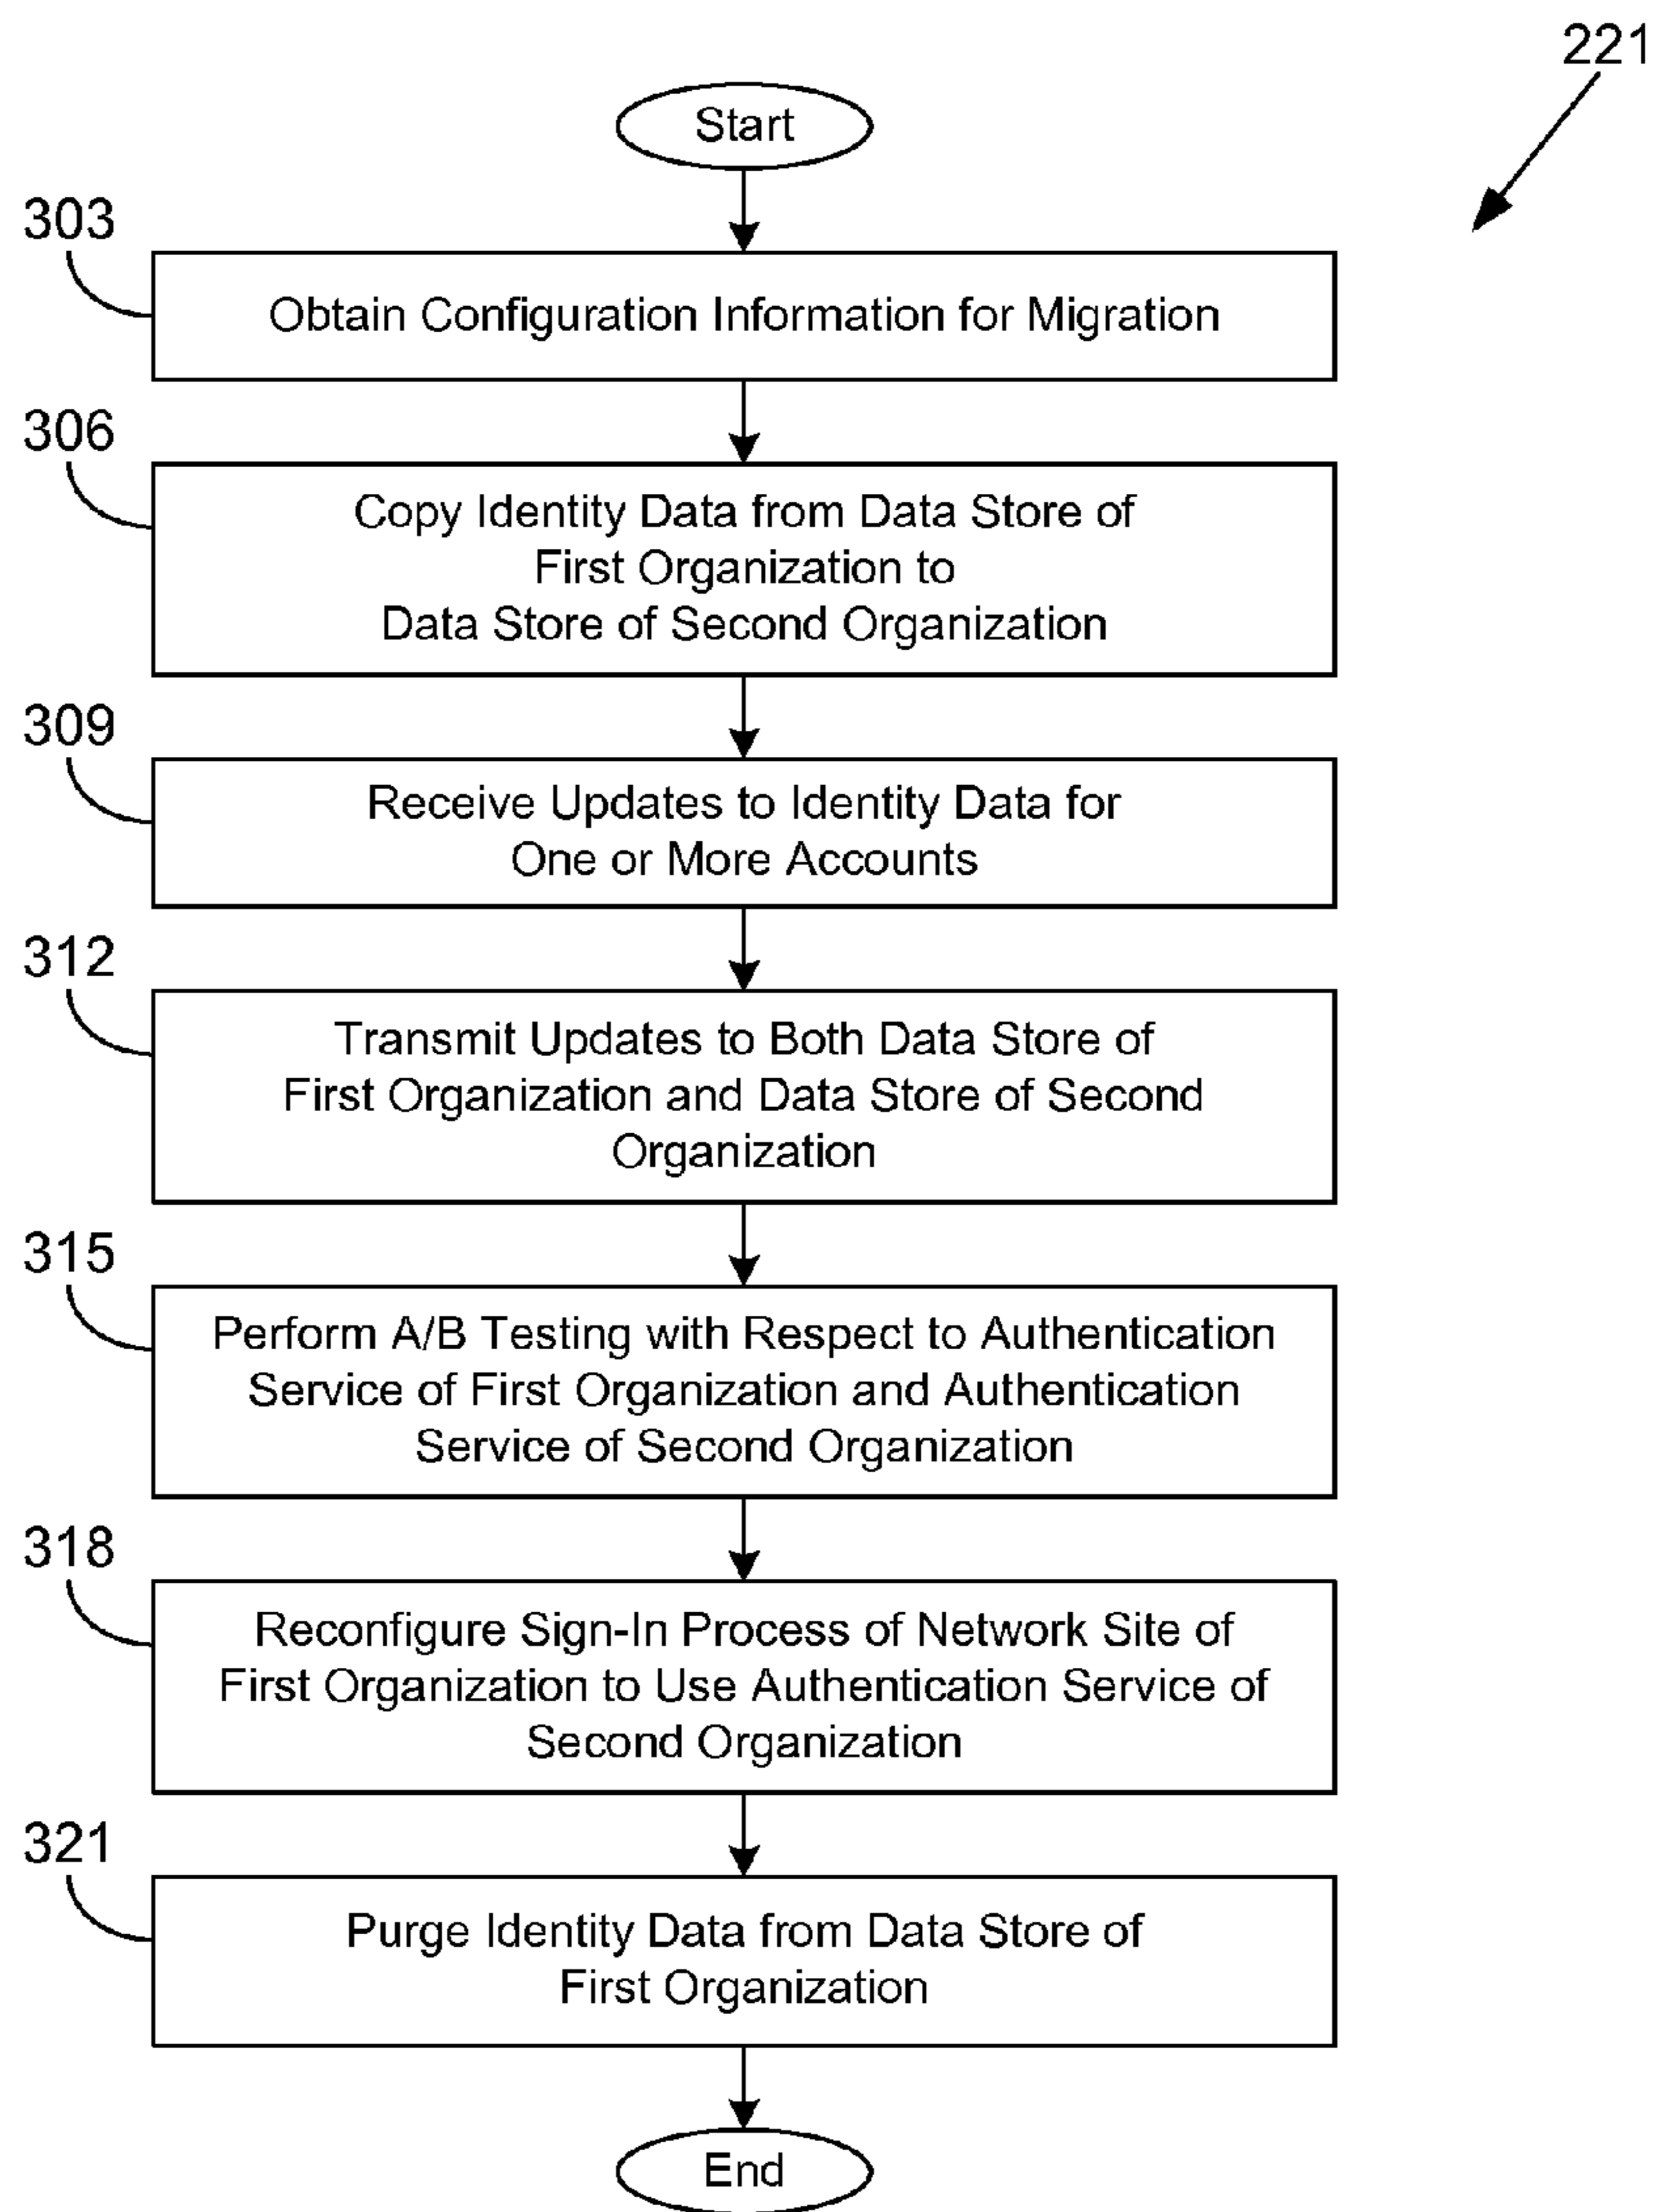 221
Start
303
Obtain Configuration Information for Migration
306
Copy Identity Data from Data Store of
First Organization to
Data Store of Second Organization
309
Receive Updates to Identity Data for
One or More Accounts
312
Transmit Updates to Both Data Store of
First Organization and Data Store of Second
Organization
315
Perform A/B Testing with Respect to Authentication
Service of First Organization and Authentication
Service of Second Organization
318
Reconfigure Sign-In Process of Network Site of
First Organization to Use Authentication Service of
Second Organization
321
Purge Identity Data from Data Store of
First Organization
End